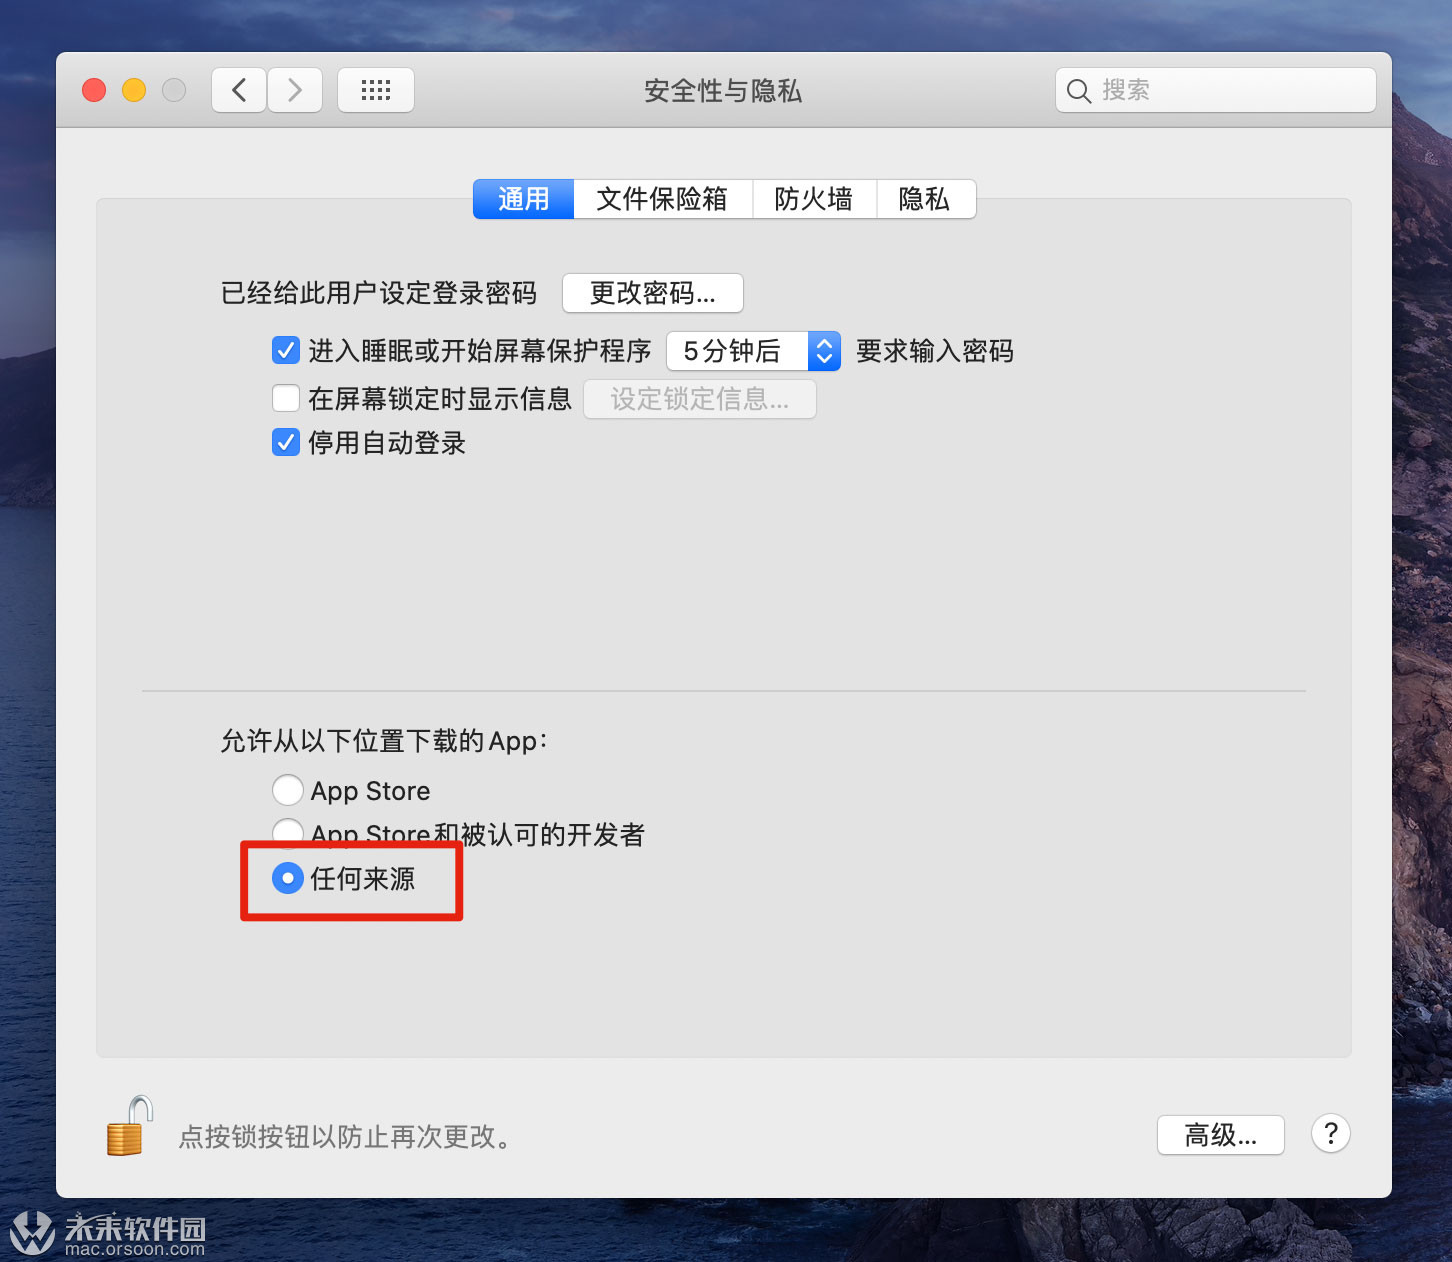 安全性与隐私
搜索
通用 文件保险箱 防火墙 隐私
已经给此用户设定登录密码 更改密码...
进入睡眠或开始屏幕保护程序 5分钟后 要求输入密码
在屏幕锁定时显示信息 设定锁定信息...
停用自动登录
允许从以下位置下载的App：
App Store
App Store和被认可的开发者
任何来源
点按锁按钮以防止再次更改。
高级... ?
未来软件园
mac.orsoon.com